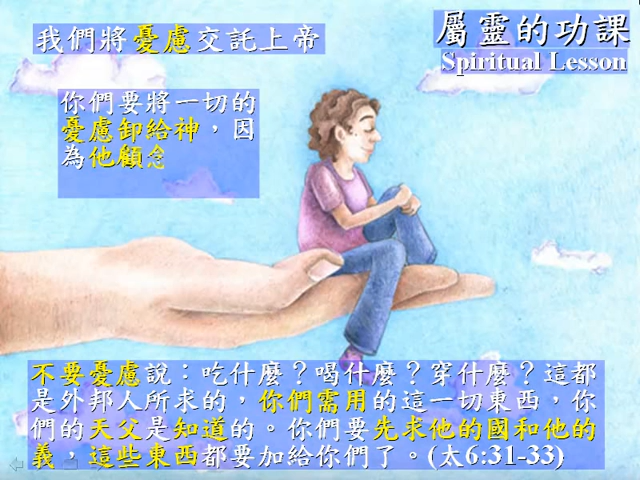 屬靈的功課
Spiritual Lesson
我們將憂慮交託上帝
你們要將一切的
憂慮卸給神，因
為他顧念
不要憂慮說：吃什麼？喝什麼？穿什麼？這都
是外邦人所求的，你們需用的這一切東西，你
們的天父是知道的。你們要先求他的國和他的
義，這些東西都要加給你們了。(太6:31-33)